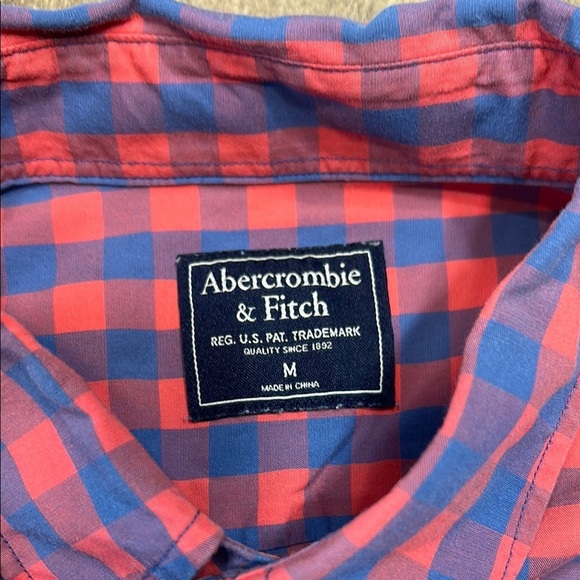 Abercrombie
& Fitch
REG. U.S. PAT. TRADEMARK
QUALITY SINCE 1892
M
MADE IN CHINA